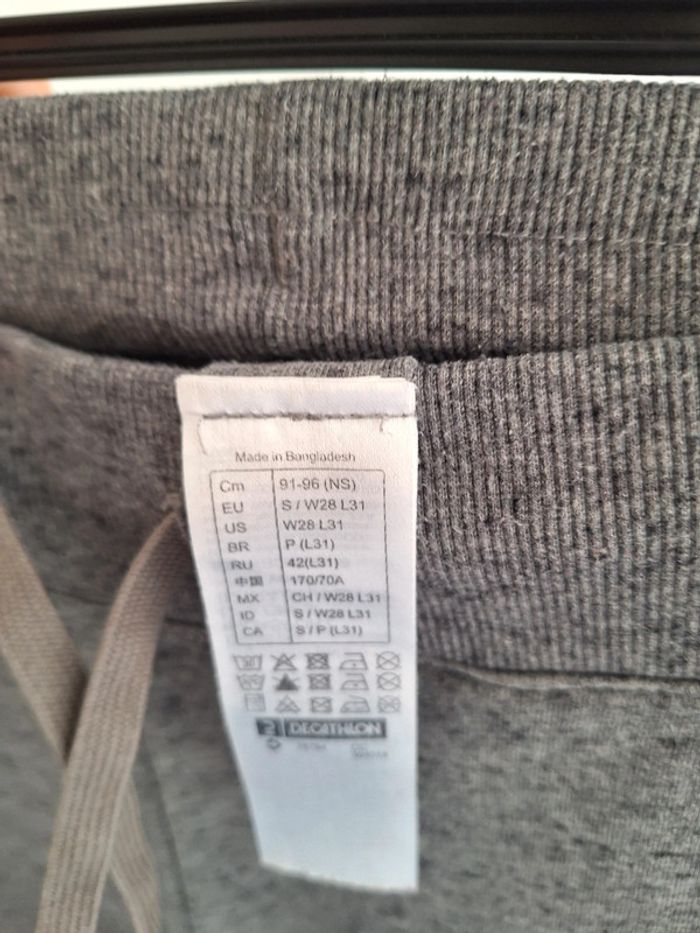 Made in Bangladesh
Cm 91-96 (NS)
EU S / W28 L31
US W28 L31
BR P (L31)
RU 42(L31)
中国 170/70A
MX CH / W28 L31
ID S / W28 L31
CA S / P (L31)
DECATHLON